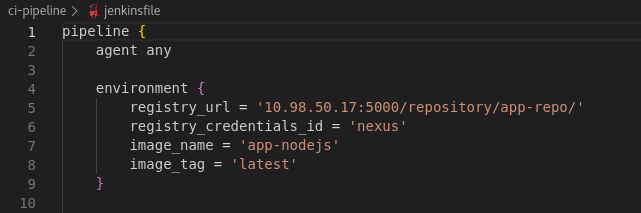 ci-pipeline > jenkinsfile
1 pipeline {
2 agent any
3
4 environment {
5 registry_url = '10.98.50.17:5000/repository/app-repo/'
6 registry_credentials_id = 'nexus'
7 image_name = 'app-nodejs'
8 image_tag = 'latest'
9 }
10